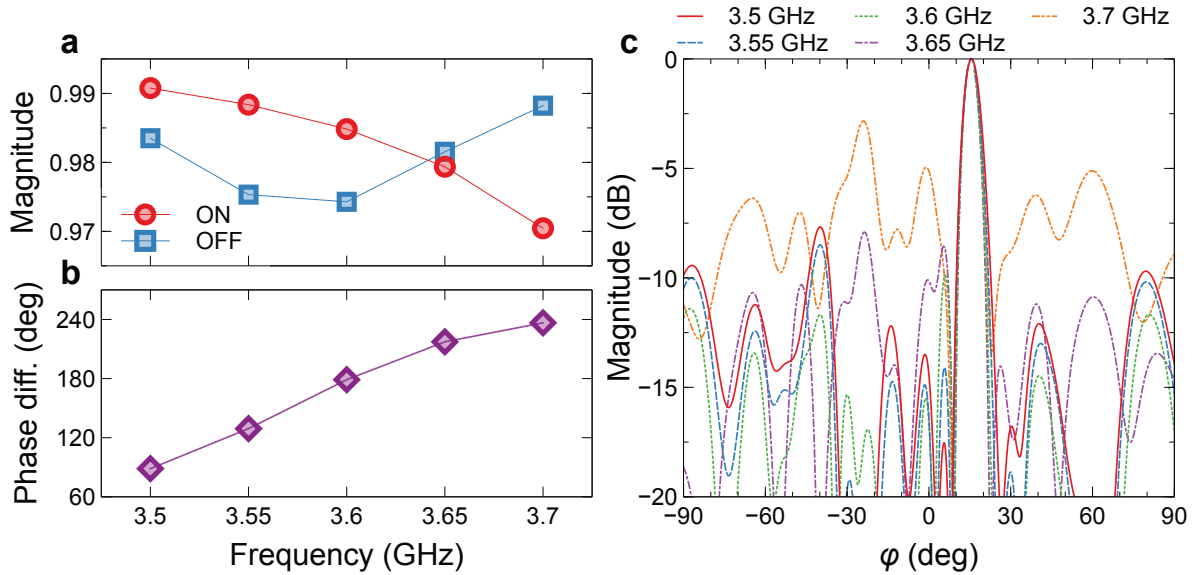 a
Magnitude
0.99
0.98
0.97
ON
OFF
b
Phase diff. (deg)
240
180
120
60
3.5 3.55 3.6 3.65 3.7
Frequency (GHz)
c
3.5 GHz 3.6 GHz 3.7 GHz
3.55 GHz 3.65 GHz
Magnitude (dB)
0
−5
−10
−15
−20
−90 −60 −30 0 30 60 90
φ (deg)